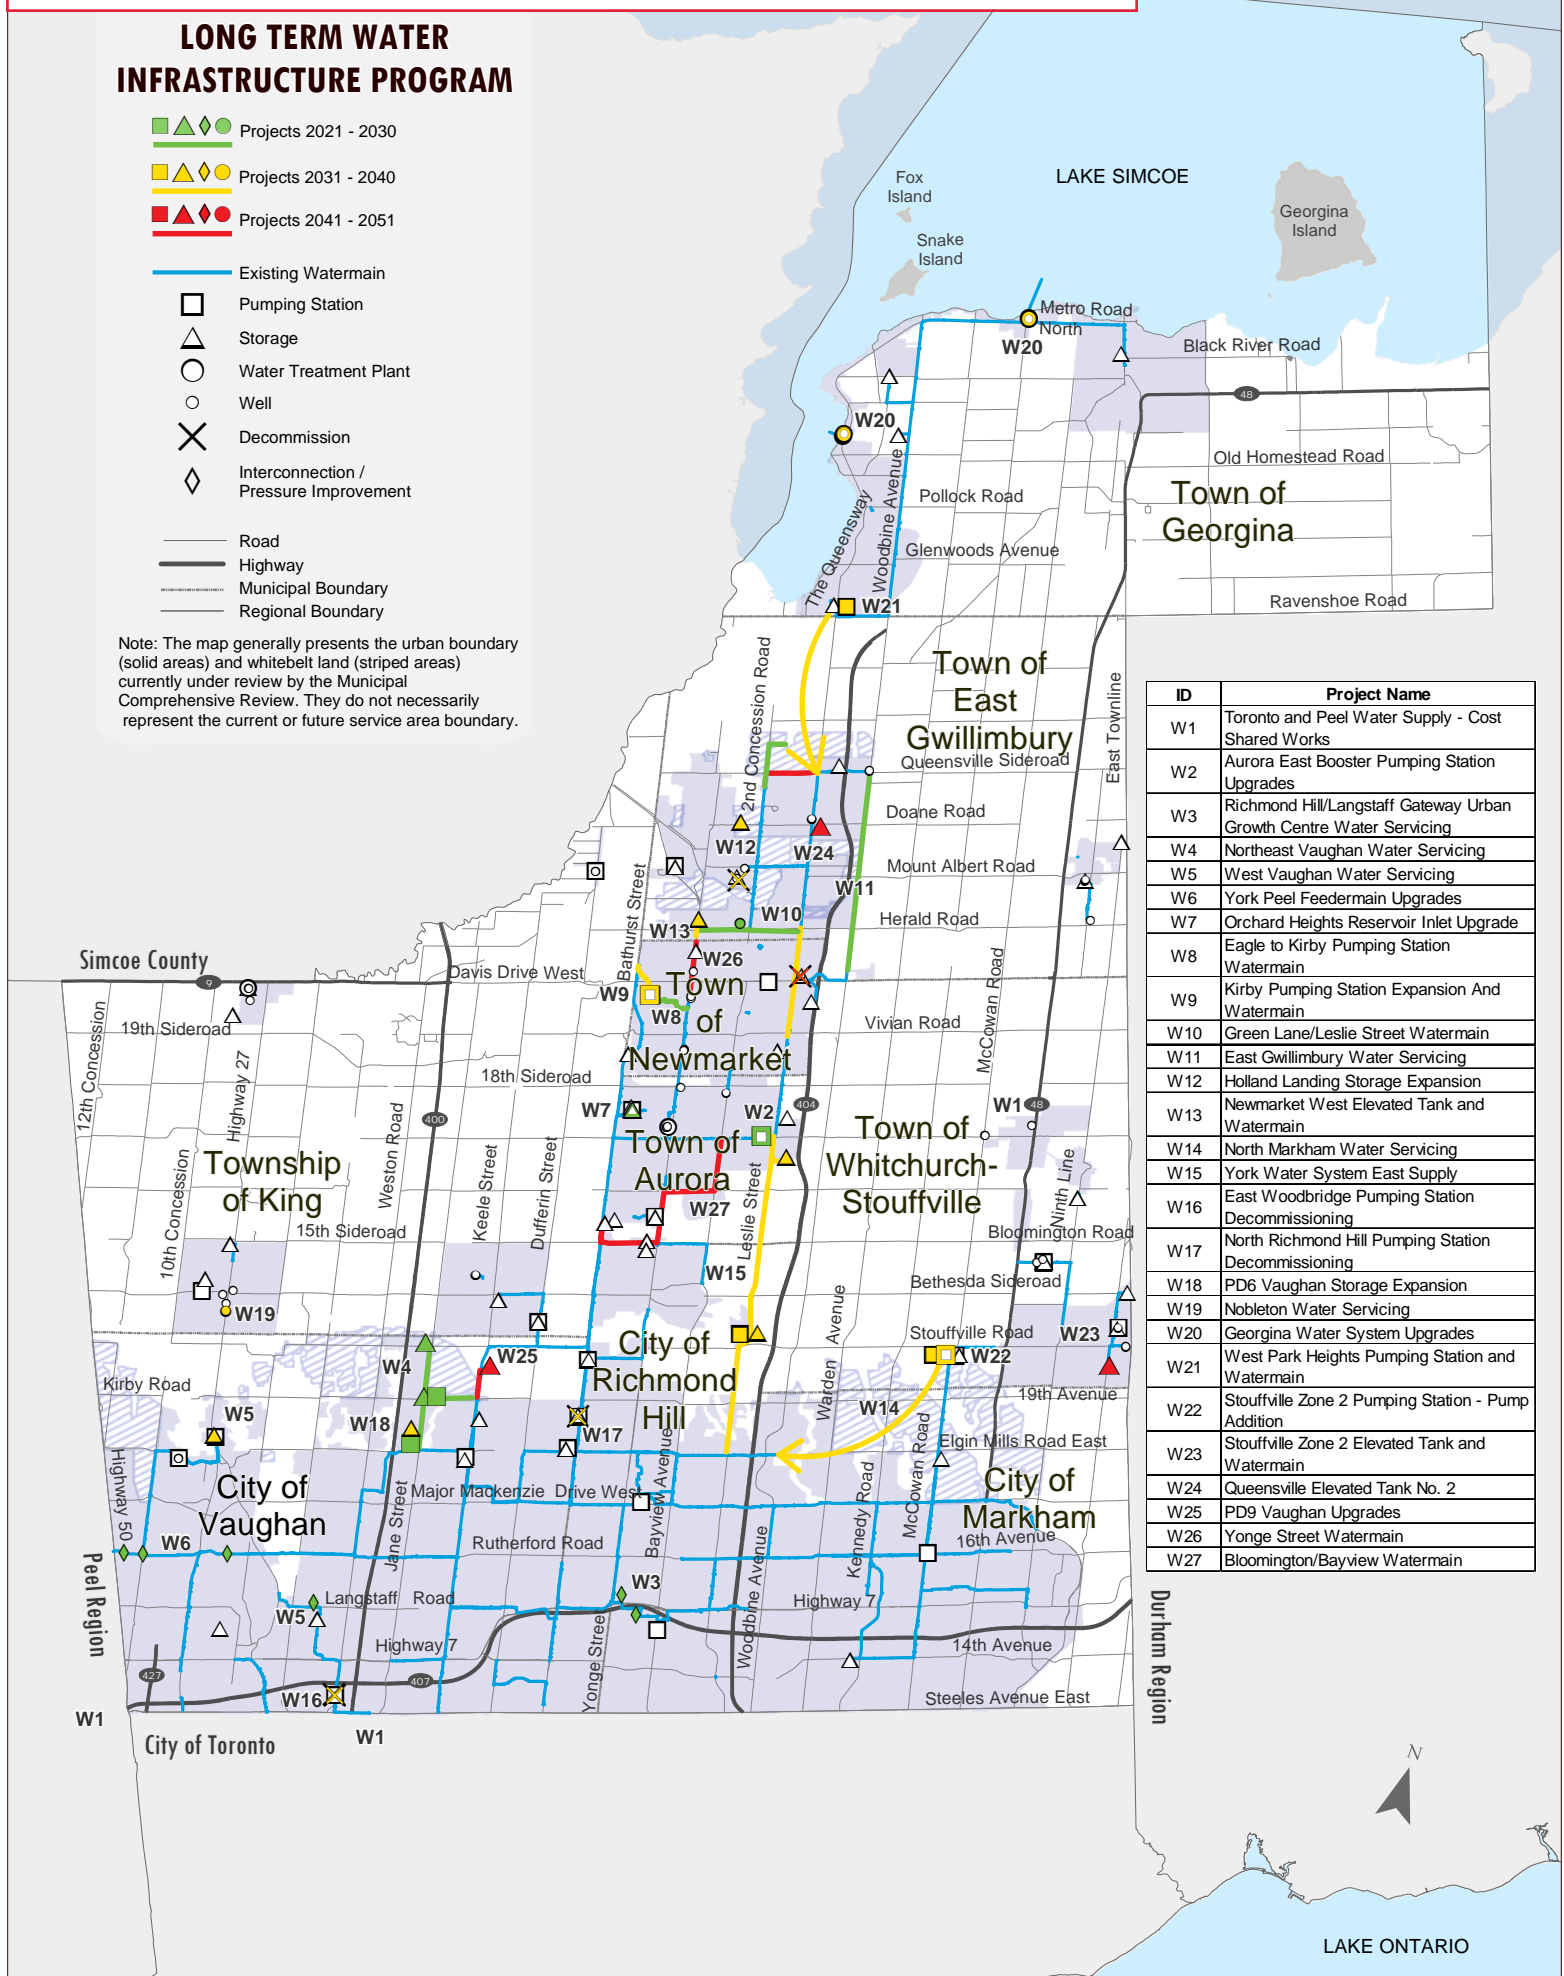 LONG TERM WATER
INFRASTRUCTURE PROGRAM
Projects 2021 - 2030
Projects 2031 - 2040
Projects 2041 - 2051
Existing Watermain
Pumping Station
Storage
Water Treatment Plant
Well
Decommission
Interconnection /
Pressure Improvement
Road
Highway
Municipal Boundary
Regional Boundary
Note: The map generally presents the urban boundary
(solid areas) and whitebelt land (striped areas)
currently under review by the Municipal
Comprehensive Review. They do not necessarily
represent the current or future service area boundary.
LAKE SIMCOE
Fox
Island
Snake
Island
Georgina
Island
Metro Road
North
W20
Black River Road
48
W20
Old Homestead Road
Pollock Road
Town of
Georgina
The Queensway
Woodbine Avenue
Glenwoods Avenue
W21
Ravenshoe Road
2nd Concession Road
Town of
East
Gwillimbury
East Townline
Queensville Sideroad
Doane Road
W12
W24
Mount Albert Road
W11
Bathurst Street
W10
Herald Road
W13
Simcoe County
9
Davis Drive West
W26
W9
Town
of
Newmarket
W8
McCowan Road
12th Concession
19th Sideroad
Highway 27
Vivian Road
18th Sideroad
W7
W2
404
W1
48
400
Weston Road
Town of
Aurora
Town of
Whitchurch-
Stouffville
Township
of King
10th Concession
Keele Street
Dufferin Street
Leslie Street
W27
Ninth Line
15th Sideroad
Bloomington Road
W15
Bethesda Sideroad
W19
City of
Richmond
Hill
Warden Avenue
Stouffville Road
W23
W4
W25
W22
Kirby Road
19th Avenue
W5
W18
W14
W17
McCowan Road
Elgin Mills Road East
Highway 50
City of
Vaughan
Major Mackenzie Drive West
Bayview Avenue
City of
Markham
Jane Street
Kennedy Road
16th Avenue
W6
Rutherford Road
Peel Region
Woodbine Avenue
W3
Langstaff Road
W5
Highway 7
Highway 7
Yonge Street
14th Avenue
427
407
W16
Steeles Avenue East
Durham Region
W1
W1
City of Toronto
N
LAKE ONTARIO
ID Project Name
W1 Toronto and Peel Water Supply - Cost
Shared Works
W2 Aurora East Booster Pumping Station
Upgrades
W3 Richmond Hill/Langstaff Gateway Urban
Growth Centre Water Servicing
W4 Northeast Vaughan Water Servicing
W5 West Vaughan Water Servicing
W6 York Peel Feedermain Upgrades
W7 Orchard Heights Reservoir Inlet Upgrade
W8 Eagle to Kirby Pumping Station
Watermain
W9 Kirby Pumping Station Expansion And
Watermain
W10 Green Lane/Leslie Street Watermain
W11 East Gwillimbury Water Servicing
W12 Holland Landing Storage Expansion
W13 Newmarket West Elevated Tank and
Watermain
W14 North Markham Water Servicing
W15 York Water System East Supply
W16 East Woodbridge Pumping Station
Decommissioning
W17 North Richmond Hill Pumping Station
Decommissioning
W18 PD6 Vaughan Storage Expansion
W19 Nobleton Water Servicing
W20 Georgina Water System Upgrades
W21 West Park Heights Pumping Station and
Watermain
W22 Stouffville Zone 2 Pumping Station - Pump
Addition
W23 Stouffville Zone 2 Elevated Tank and
Watermain
W24 Queensville Elevated Tank No. 2
W25 PD9 Vaughan Upgrades
W26 Yonge Street Watermain
W27 Bloomington/Bayview Watermain